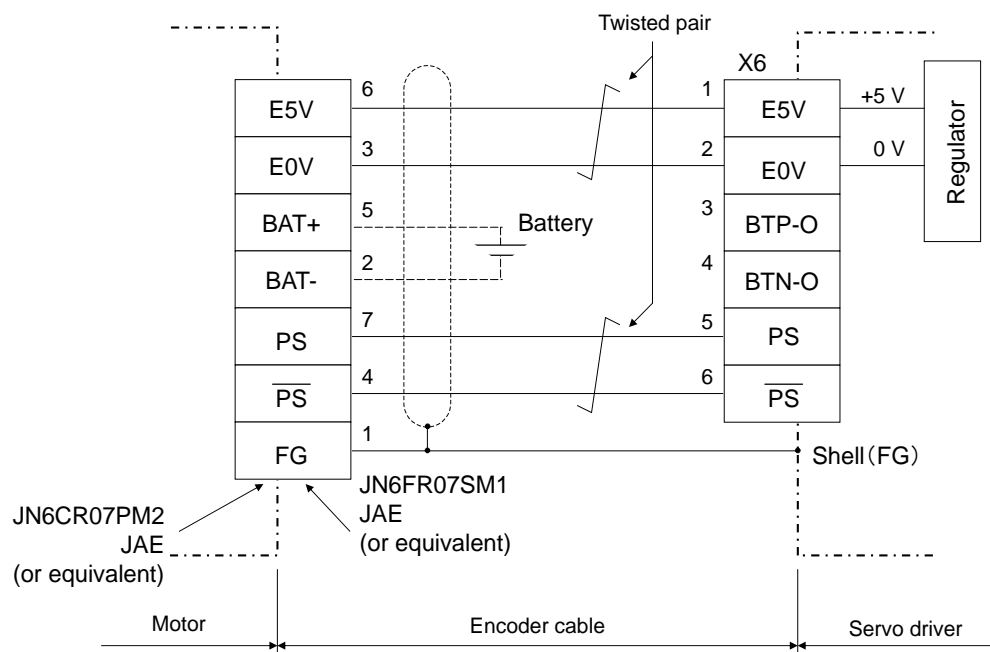 Twisted pair
X6
E5V
6
1
E5V
+5 V
E0V
3
2
E0V
0 V
Regulator
BAT+
5
Battery
3
BTP-O
BAT-
2
4
BTN-O
PS
7
5
PS
PS
4
6
PS
FG
1
Shell（FG）
JN6CR07PM2
JAE
(or equivalent)
JN6FR07SM1
JAE
(or equivalent)
Motor
Encoder cable
Servo driver